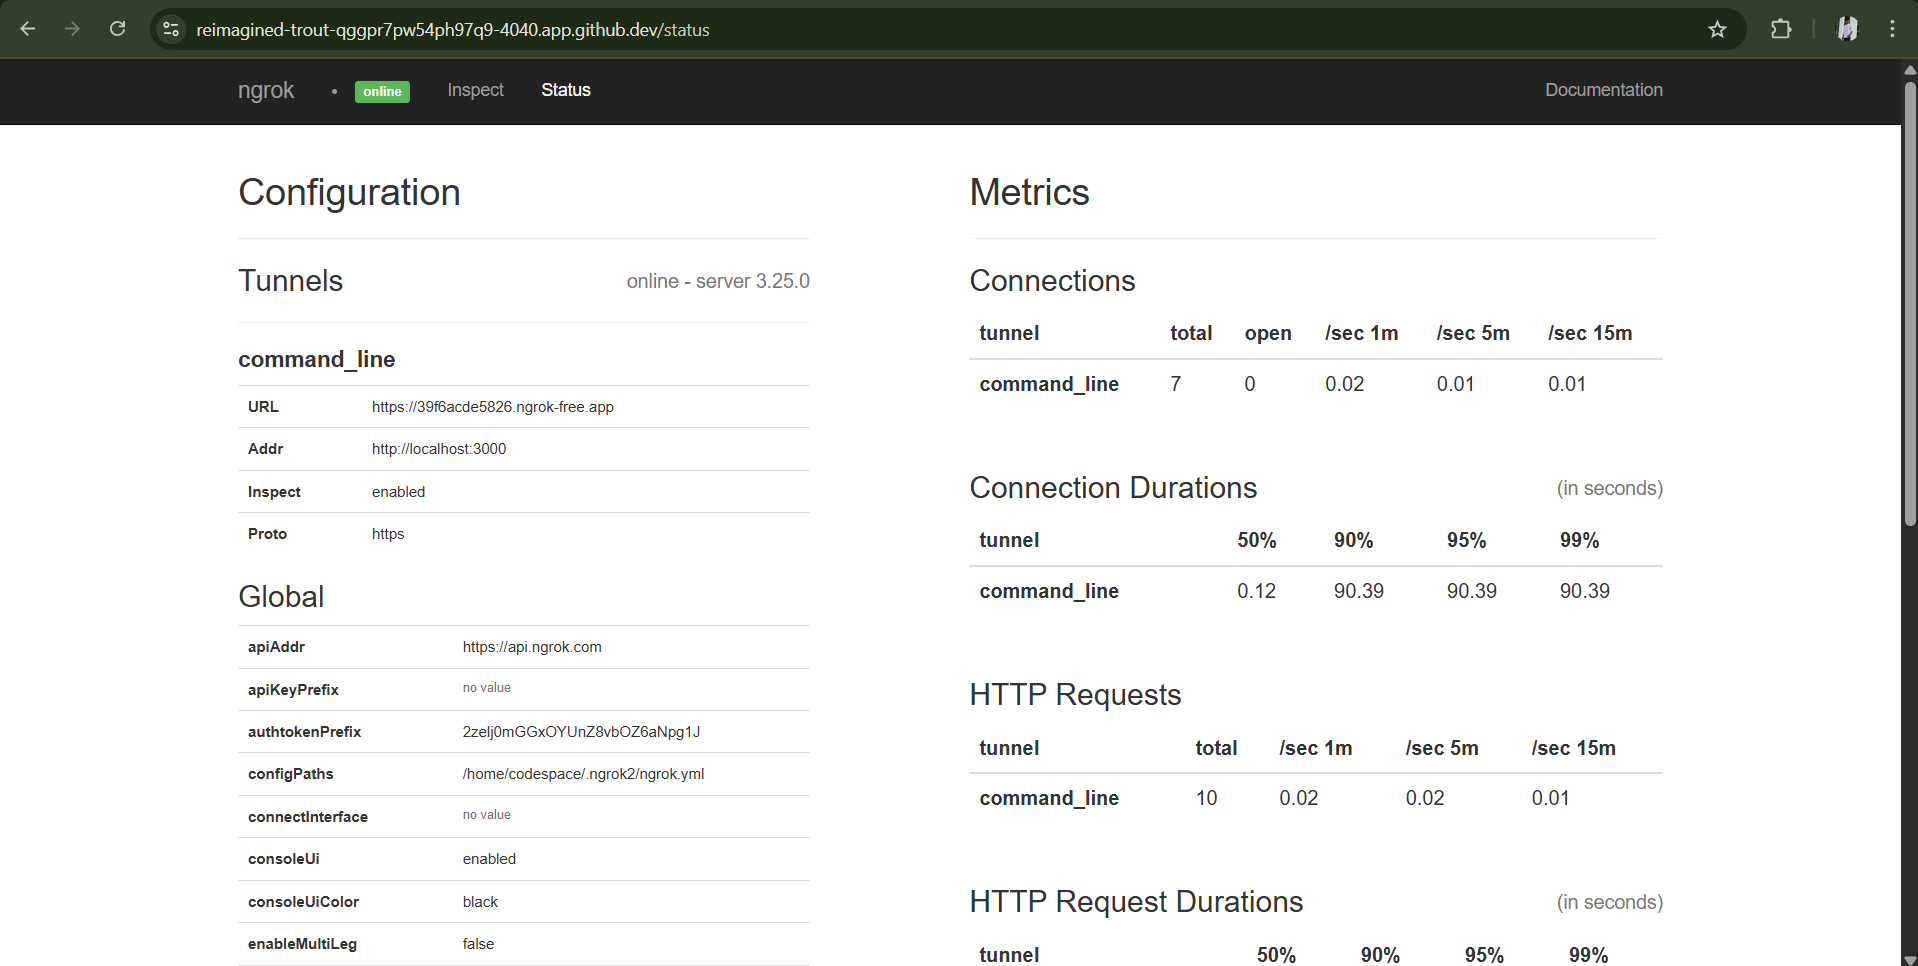 reimagined-trout-qggpr7pw54ph97q9-4040.app.github.dev/status
ngrok • online Inspect Status Documentation
Configuration
Tunnels online - server 3.25.0
command_line
URL https://39f6acde5826.ngrok-free.app
Addr http://localhost:3000
Inspect enabled
Proto https
Global
apiAddr https://api.ngrok.com
apiKeyPrefix no value
authtokenPrefix 2zelj0mGGxOYUnZ8vbOZ6aNpg1J
configPaths /home/codespace/.ngrok2/ngrok.yml
connectInterface no value
consoleUi enabled
consoleUiColor black
enableMultiLeg false
Metrics
Connections
tunnel total open /sec 1m /sec 5m /sec 15m
command_line 7 0 0.02 0.01 0.01
Connection Durations (in seconds)
tunnel 50% 90% 95% 99%
command_line 0.12 90.39 90.39 90.39
HTTP Requests
tunnel total /sec 1m /sec 5m /sec 15m
command_line 10 0.02 0.02 0.01
HTTP Request Durations (in seconds)
tunnel 50% 90% 95% 99%